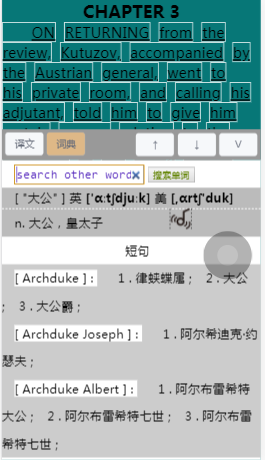 CHAPTER 3
ON RETURNING from the
review, Kutuzov, accompanied by
the Austrian general, went to
his private room, and calling his
adjutant, told him to give him
译文 词典 ↑ ↓ ∨
search other word× 搜索单词
[ "大公" ] 英 ['ɑːtʃdjuːk] 美 [,ɑrtʃ'duk]
n. 大公，皇太子
短句
[ Archduke ] : 1 . 律蛱蝶属； 2 . 大公
； 3 . 大公爵；
[ Archduke Joseph ] : 1 . 阿尔希迪克·约
瑟夫；
[ Archduke Albert ] : 1 . 阿尔布雷希特
大公； 2 . 阿尔布雷希特七世； 3 . 阿尔布雷
希特七世；